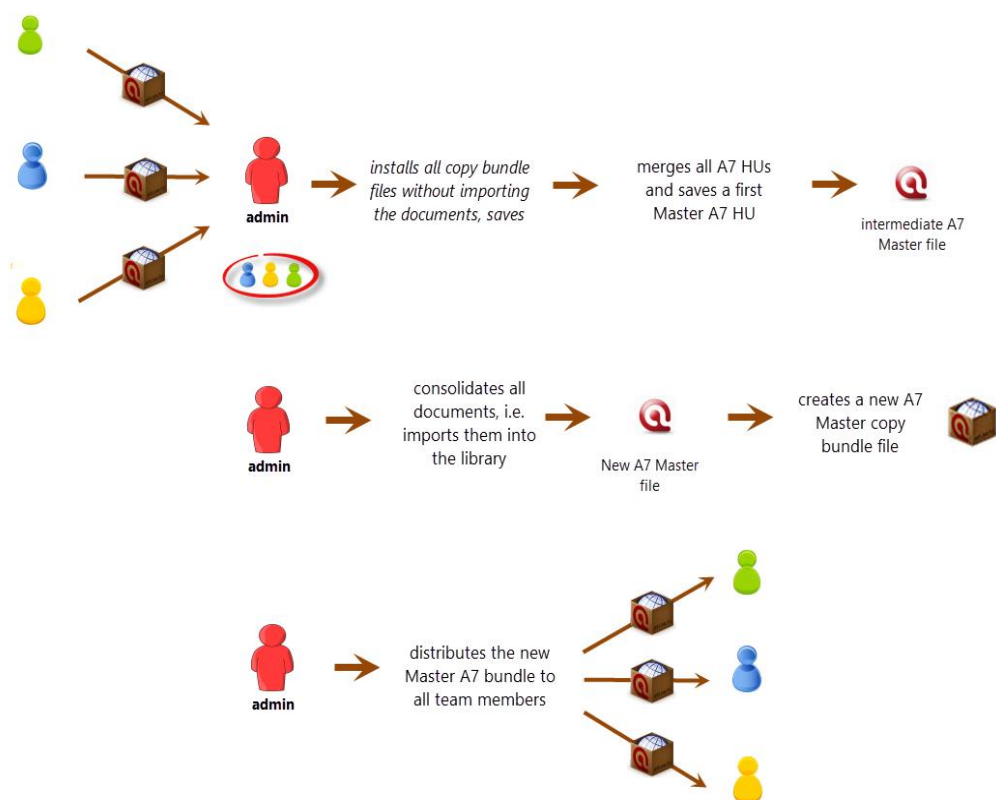 installs all copy bundle
files without importing
the documents, saves
merges all A7 HUs
and saves a first
Master A7 HU
admin
intermediate A7
Master file
consolidates all
documents, i.e.
imports them into
the library
creates a new A7
Master copy
bundle file
admin
New A7 Master
file
distributes the new
Master A7 bundle to
all team members
admin